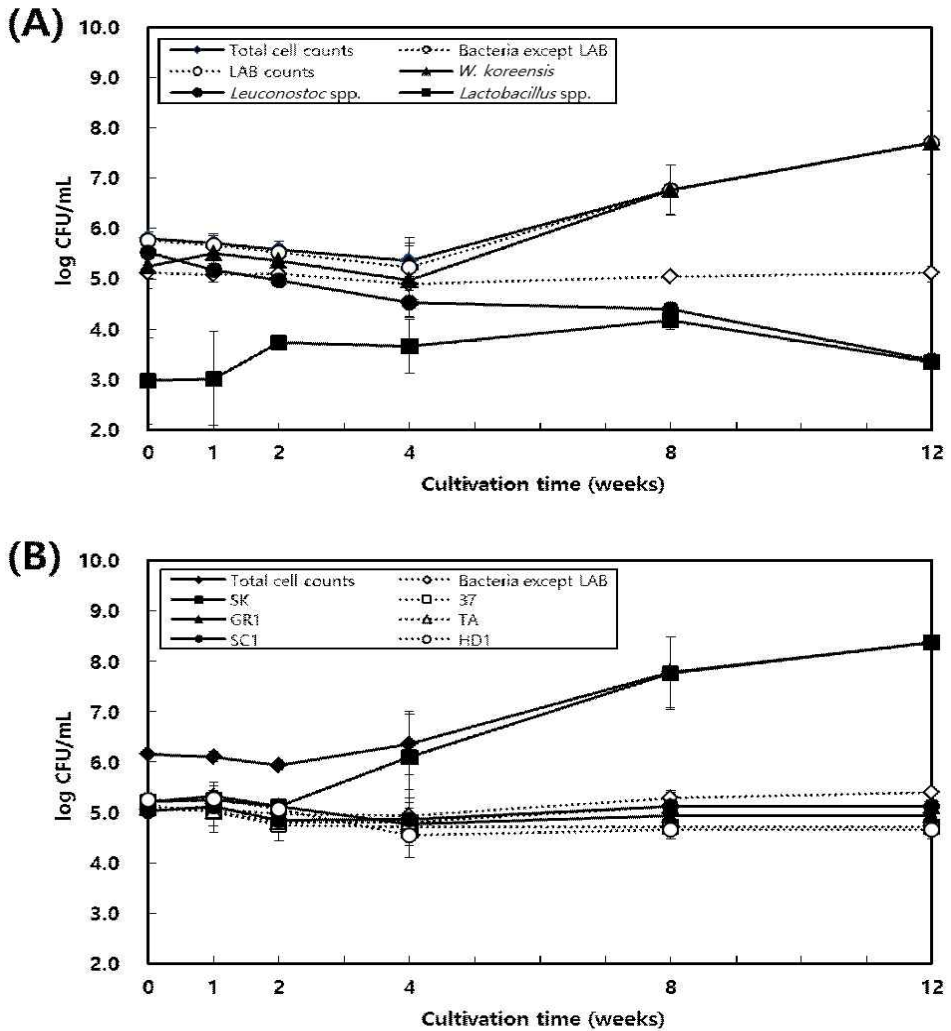 (A)
10.0
9.0
8.0
7.0
6.0
5.0
4.0
3.0
2.0
log CFU/mL
Total cell counts
Bacteria except LAB
LAB counts
W. koreensis
Leuconostoc spp.
Lactobacillus spp.
0 1 2 4 8 12
Cultivation time (weeks)
(B)
10.0
9.0
8.0
7.0
6.0
5.0
4.0
3.0
2.0
log CFU/mL
Total cell counts
Bacteria except LAB
SK
37
GR1
TA
SC1
HD1
0 1 2 4 8 12
Cultivation time (weeks)